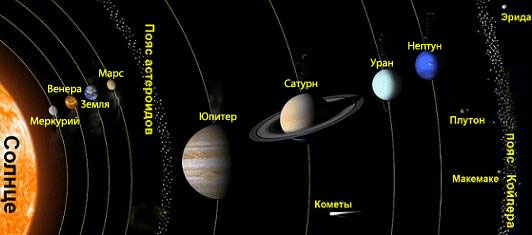 Солнце
Меркурий
Венера
Земля
Марс
Пояс астероидов
Юпитер
Сатурн
Уран
Нептун
Кометы
Плутон
Макемаке
пояс Койпера
Эрида